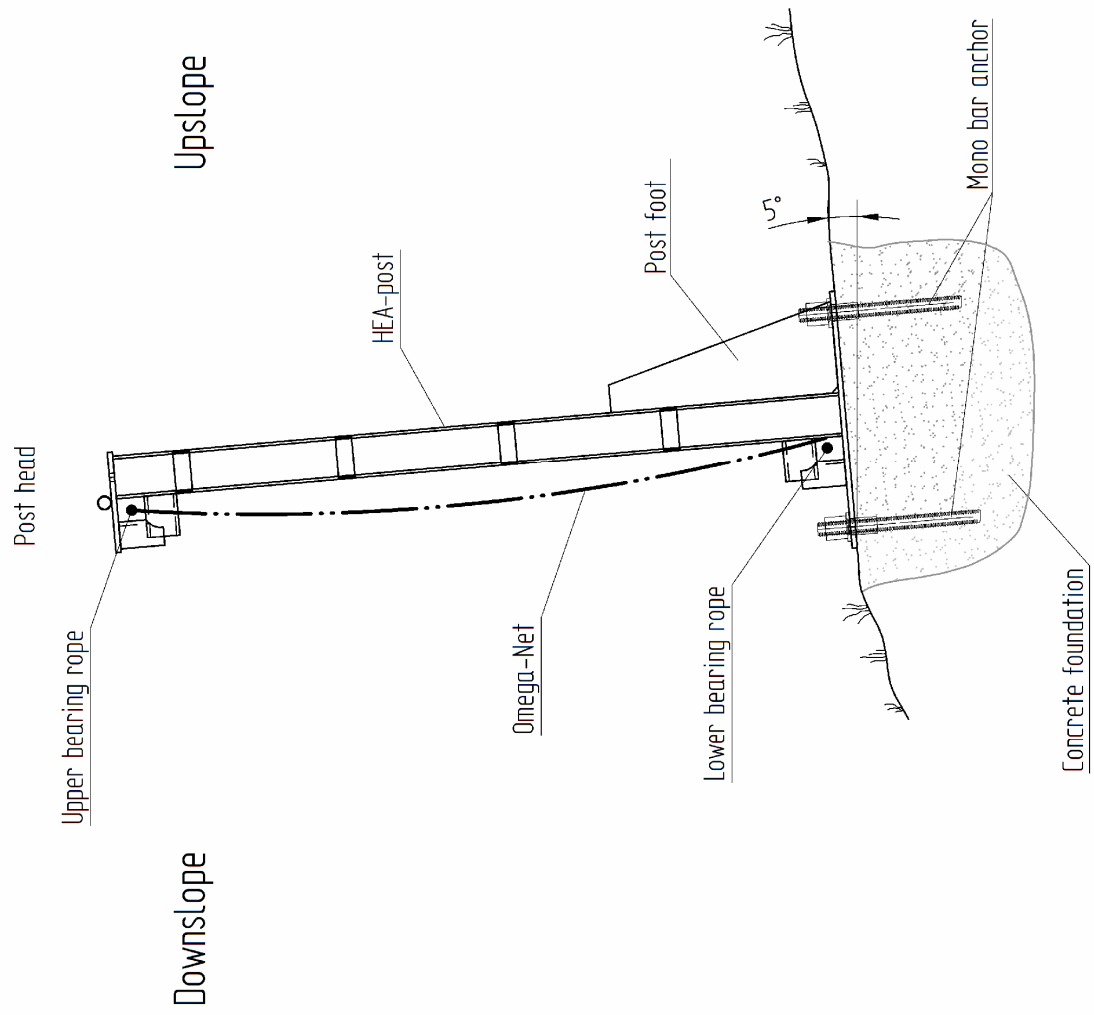 Post head
Upper bearing rope
Downslope
Upslope
HEA-post
Omega-Net
Post foot
Lower bearing rope
5°
Mono bar anchor
Concrete foundation